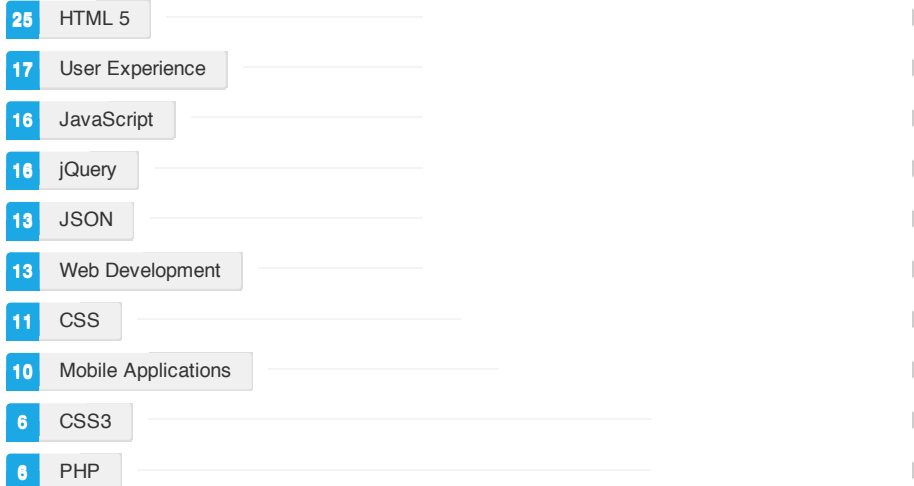 25 HTML 5
17 User Experience
16 JavaScript
16 jQuery
13 JSON
13 Web Development
11 CSS
10 Mobile Applications
6 CSS3
6 PHP